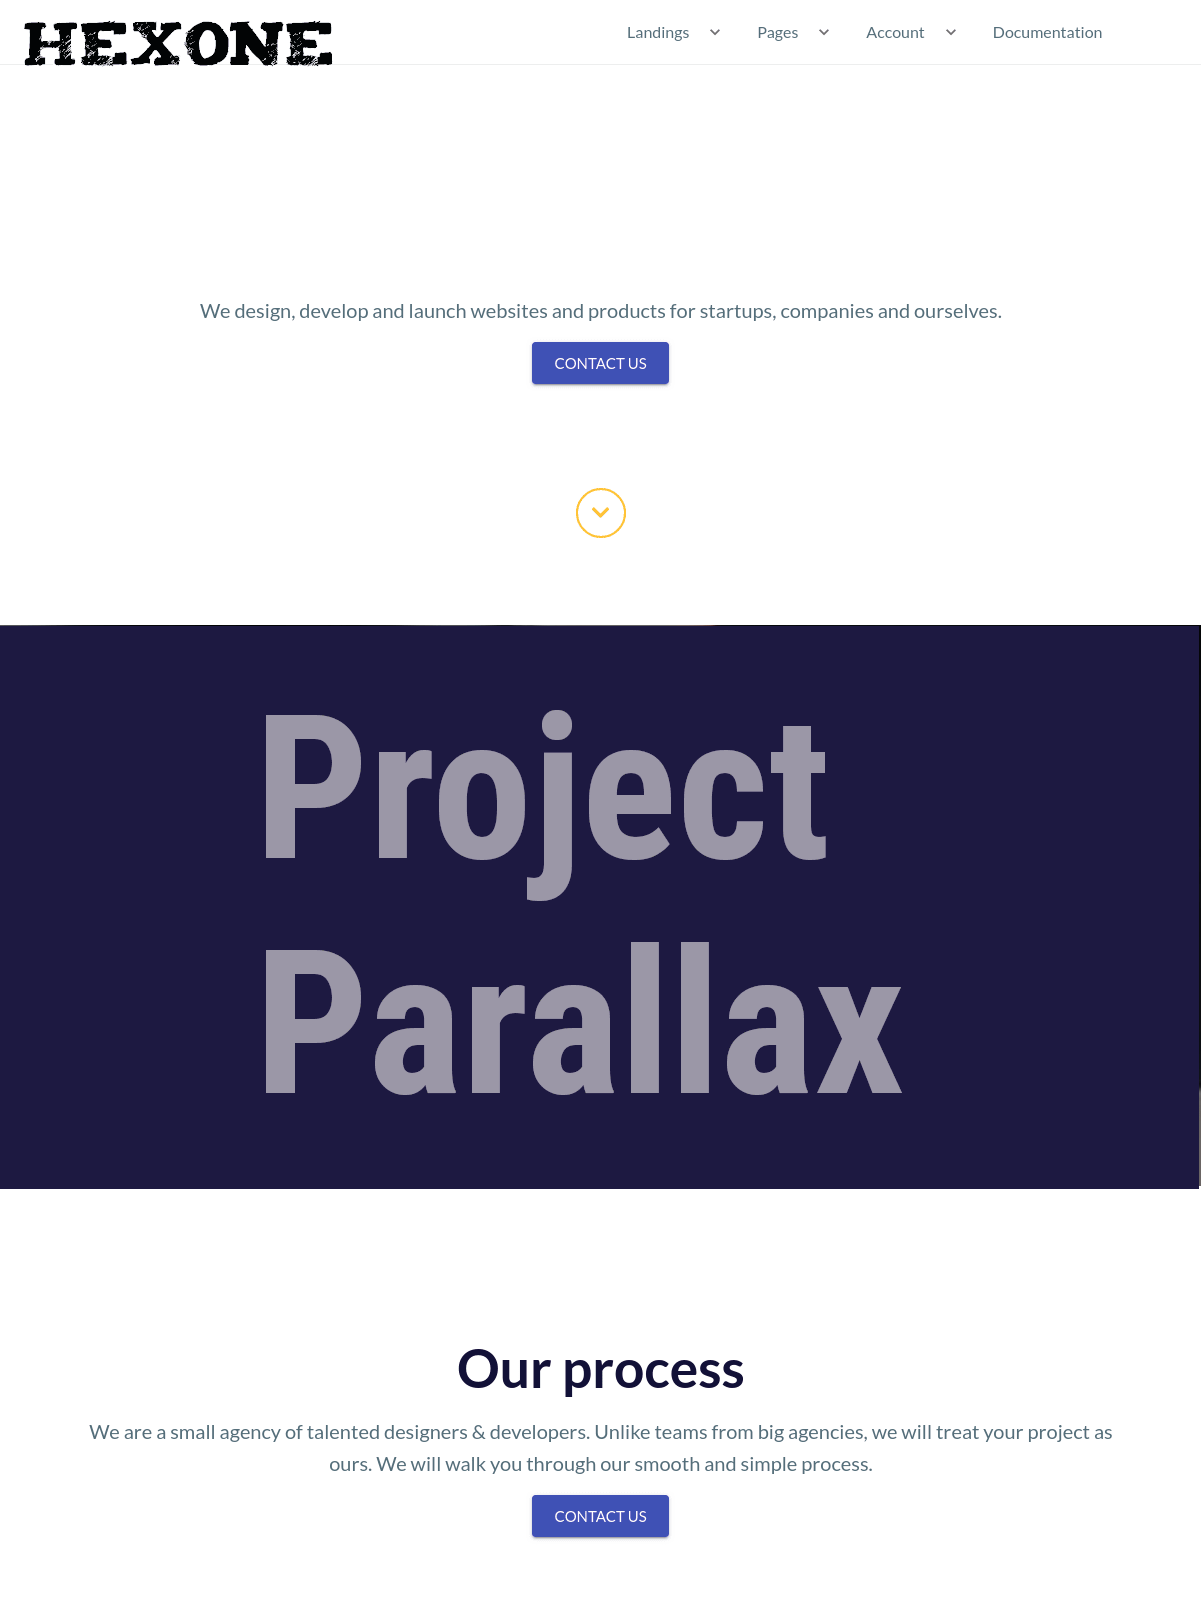 HEXONE
Landings Pages Account Documentation
We design, develop and launch websites and products for startups, companies and ourselves.
CONTACT US
Project
Parallax
Our process
We are a small agency of talented designers & developers. Unlike teams from big agencies, we will treat your project as
ours. We will walk you through our smooth and simple process.
CONTACT US